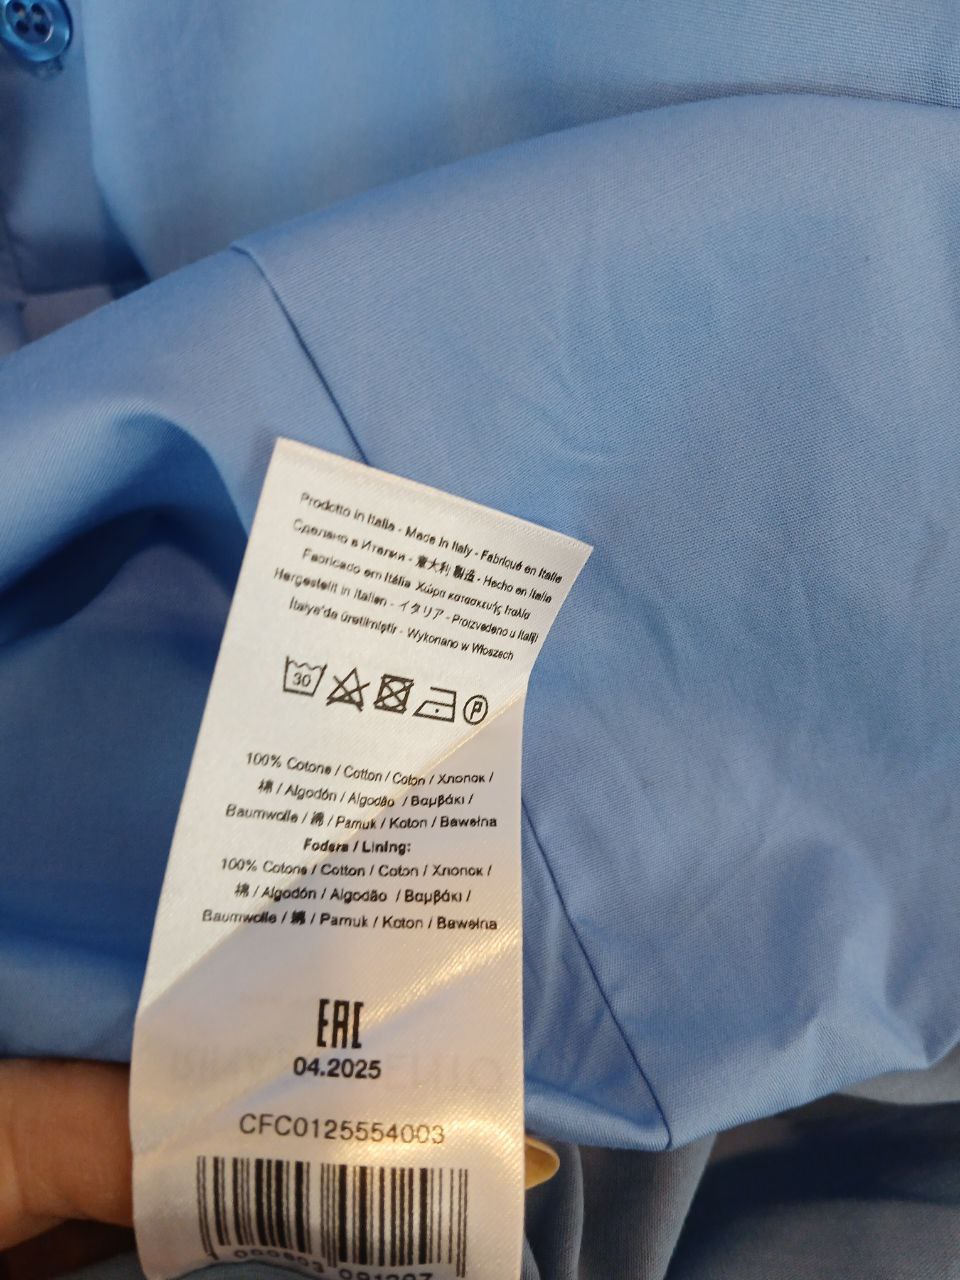 Prodotto in Italia - Made in Italy - Fabriqué en Italie
Сделано в Италии - 意大利 製造 - Hecho en Italie
Fabricado em Itália Χώρα κατασκευής Ιταλία
Hergestellt in Italien - イタリア - Proizvedeno u Italiji
İtalya'da üretilmiştir - Wykonano w Włoszech
30
P
100% Cotone / Cotton / Coton / Хлопок /
棉 / Algodón / Algodão / Βαμβάκι /
Baumwolle / 綿 / Pamuk / Koton / Bawełna
Fodera / Lining:
100% Cotone / Cotton / Coton / Хлопок /
棉 / Algodón / Algodão / Βαμβάκι /
Baumwolle / 綿 / Pamuk / Koton / Bawełna
EAC
04.2025
CFC0125554003